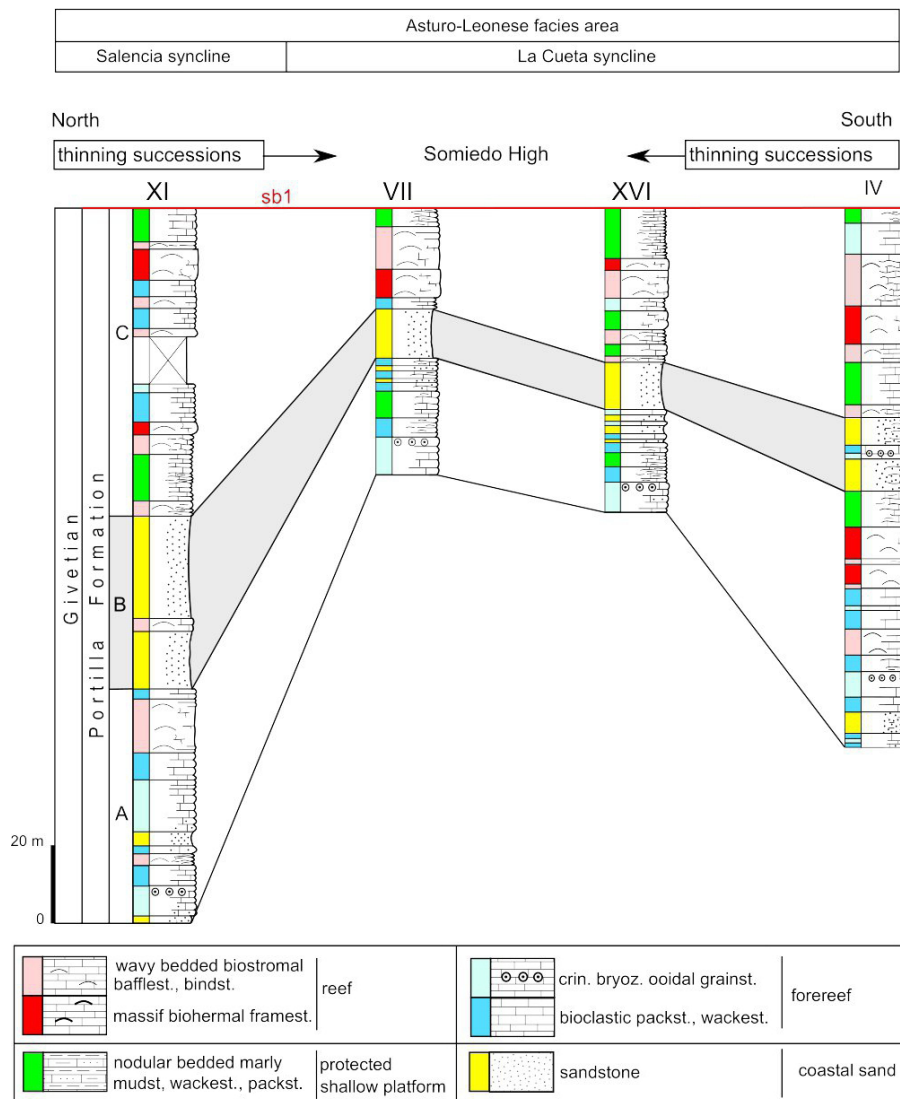 Asturo-Leonese facies area
Salencia syncline
La Cueta syncline
North
South
thinning successions
Somiedo High
thinning successions
XI
sb1
VII
XVI
IV
Givetian
Portilla Formation
C
B
A
20 m
0
wavy bedded biostromal
bafflest., bindst.
massif biohermal framest.
reef
crin. bryoz. ooidal grainst.
bioclastic packst., wackest.
forereef
nodular bedded marly
mudst, wackest., packst.
protected
shallow platform
sandstone
coastal sand